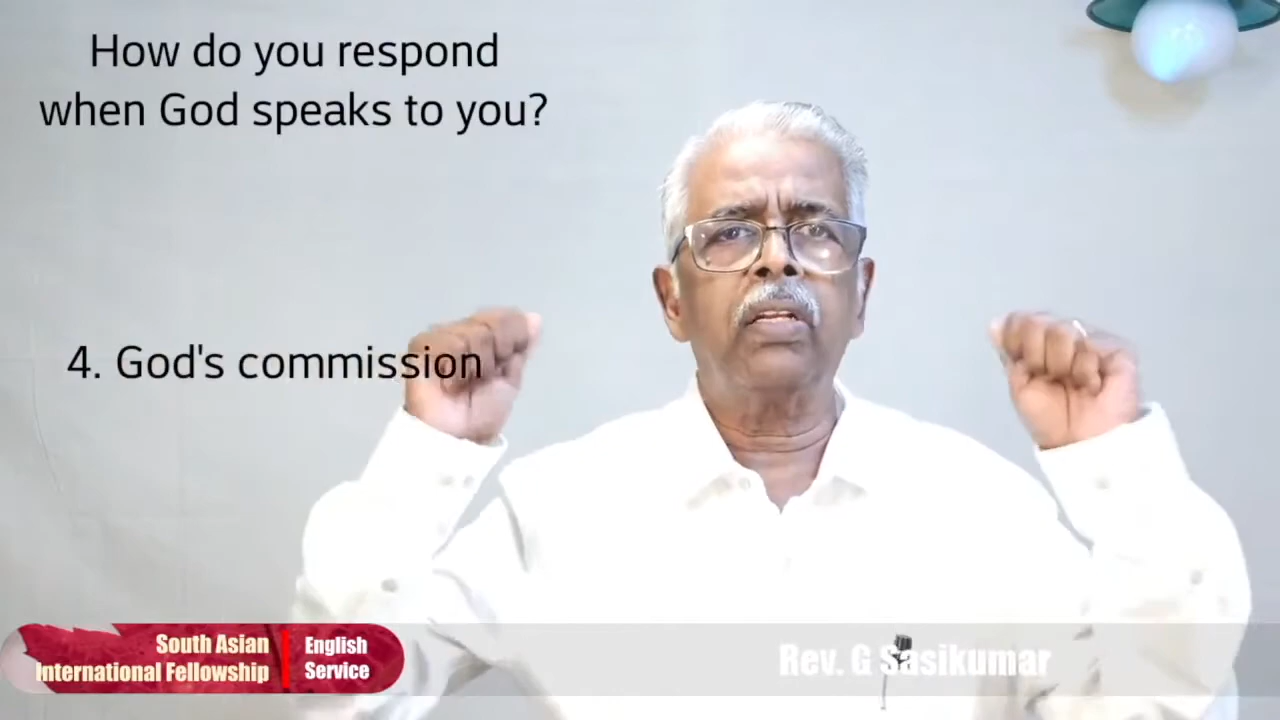 How do you respond
when God speaks to you?
4. God's commission
South Asian
International Fellowship
English
Service
Rev. G Sasikumar